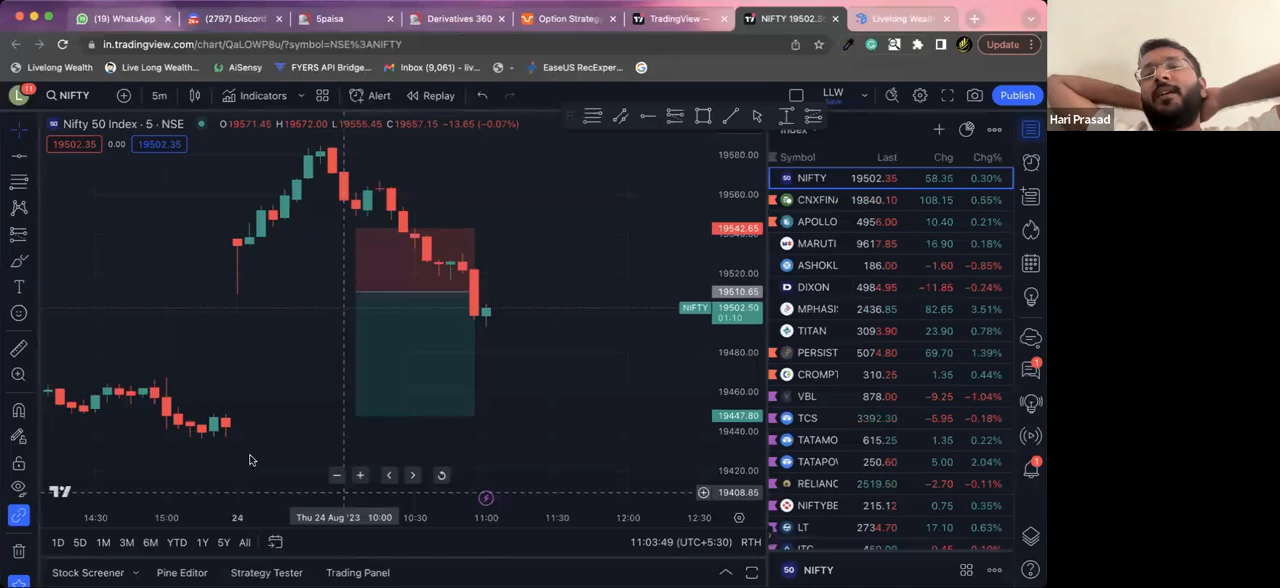 (19) WhatsApp
(2797) Discord
5paisa
Derivatives 360
Option Strateg
TradingView —
NIFTY 19502.3
Livelong Wealth
in.tradingview.com/chart/QaLOWP8u/?symbol=NSE%3ANIFTY
Update
Livelong Wealth
Live Long Wealth...
AiSensy
FYERS API Bridge...
Inbox (9,061) - liv...
EaseUS RecExper...
L 11
NIFTY
5m
Indicators
Alert
Replay
LLW
Save
Publish
Nifty 50 Index · 5 · NSE
O19571.45 H19572.00 L19555.45 C19557.15 -13.65 (-0.07%)
19502.35 0.00 19502.35
19580.00
19560.00
19542.65
19520.00
19510.65
NIFTY 19502.50
01:10
19480.00
19460.00
19447.80
19440.00
19420.00
19408.85
14:30 15:00 24 Thu 24 Aug '23 10:00 10:30 11:00 11:30 12:00 12:30
1D 5D 1M 3M 6M YTD 1Y 5Y All
11:03:49 (UTC+5:30) RTH
Stock Screener Pine Editor Strategy Tester Trading Panel
Index
Symbol Last Chg Chg%
NIFTY 19502.35 58.35 0.30%
CNXFIN 19840.10 108.15 0.55%
APOLLO 4956.00 10.40 0.21%
MARUTI 9617.85 16.90 0.18%
ASHOKL 186.00 −1.60 −0.85%
DIXON 4984.95 −11.85 −0.24%
MPHASI 2436.85 82.65 3.51%
TITAN 3093.90 23.90 0.78%
PERSIST 5074.80 69.70 1.39%
CROMPT 310.25 1.35 0.44%
VBL 878.00 −9.25 −1.04%
TCS 3392.30 −5.95 −0.18%
TATAMO 615.25 1.35 0.22%
TATAPO 250.60 5.00 2.04%
RELIANC 2519.50 −2.70 −0.11%
NIFTYBE 215.12 0.75 0.35%
LT 2734.70 17.10 0.63%
NIFTY
Hari Prasad